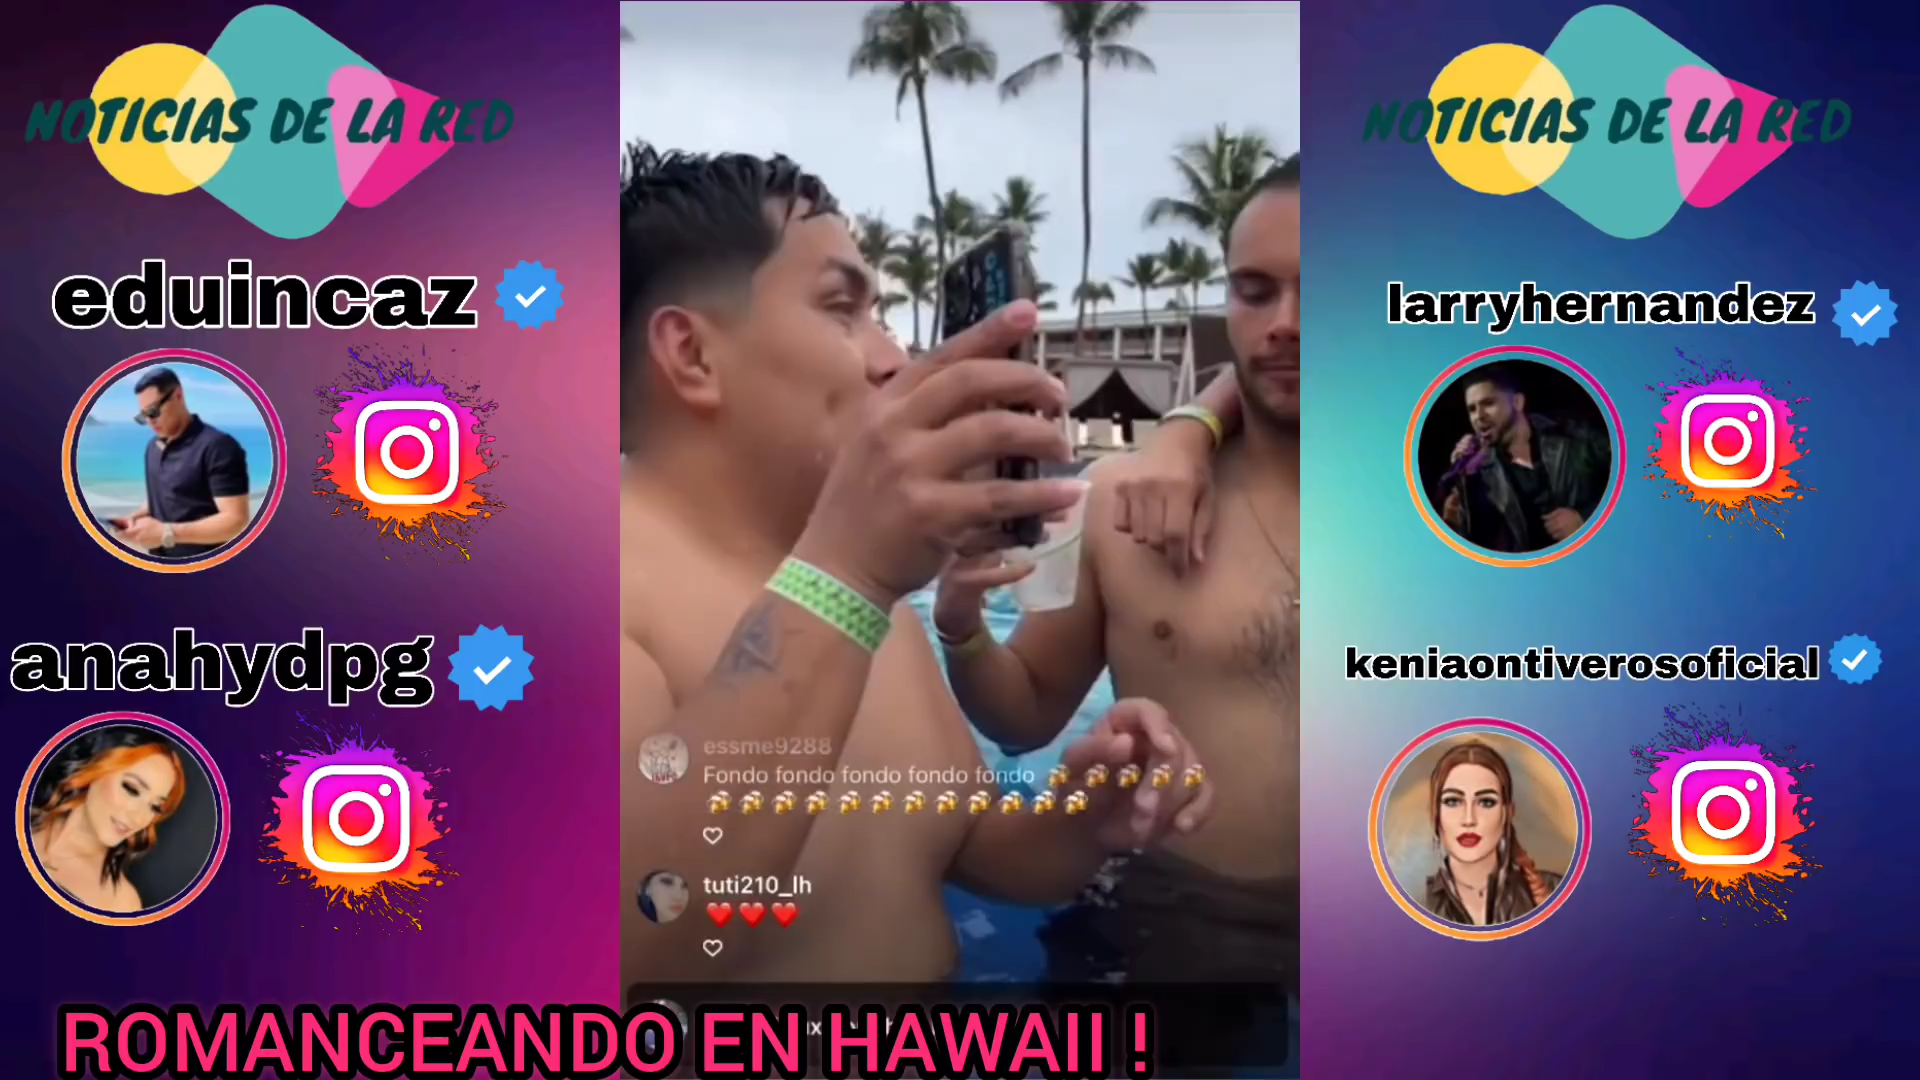 NOTICIAS DE LA RED
NOTICIAS DE LA RED
eduincaz
larryhernandez
anahydpg
keniaontiverosoficial
essme9288
Fondo fondo fondo fondo fondo 🍻 🍻 🍻 🍻 🍻
🍻 🍻 🍻 🍻 🍻 🍻 🍻 🍻 🍻 🍻 🍻 🍻
tuti210_lh
❤️ ❤️ ❤️
ROMANCEANDO EN HAWAII !